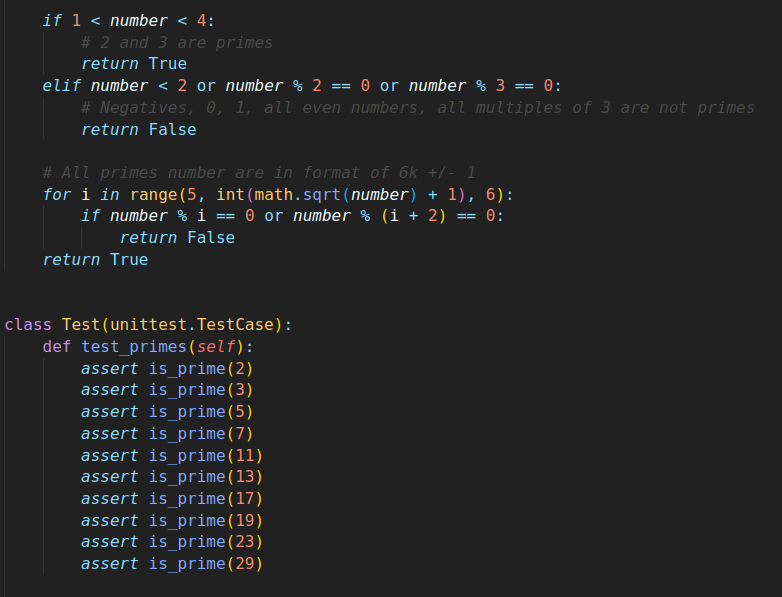 if 1 < number < 4:
# 2 and 3 are primes
return True
elif number < 2 or number % 2 == 0 or number % 3 == 0:
# Negatives, 0, 1, all even numbers, all multiples of 3 are not primes
return False
# All primes number are in format of 6k +/- 1
for i in range(5, int(math.sqrt(number) + 1), 6):
if number % i == 0 or number % (i + 2) == 0:
return False
return True
class Test(unittest.TestCase):
def test_primes(self):
assert is_prime(2)
assert is_prime(3)
assert is_prime(5)
assert is_prime(7)
assert is_prime(11)
assert is_prime(13)
assert is_prime(17)
assert is_prime(19)
assert is_prime(23)
assert is_prime(29)